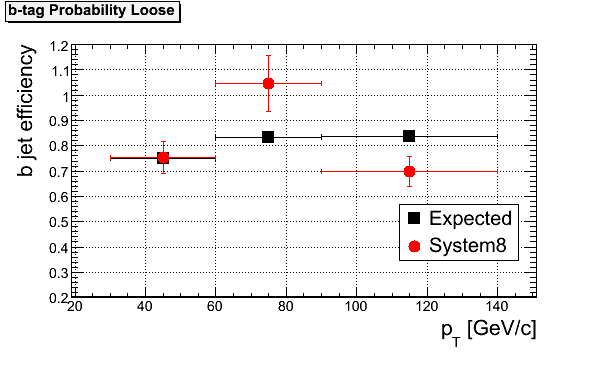 b-tag Probability Loose
b jet efficiency
1.2
1.1
1
0.9
0.8
0.7
0.6
0.5
0.4
0.3
0.2
20 40 60 80 100 120 140
Expected
System8
pT [GeV/c]